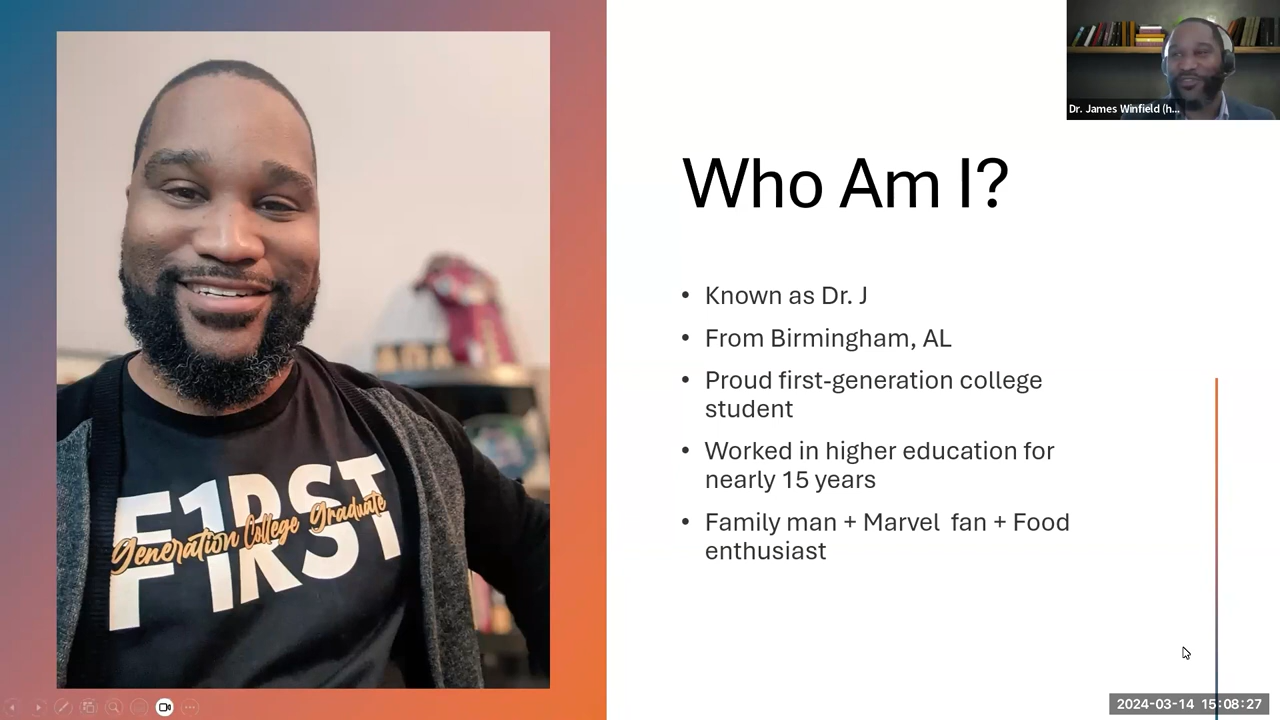 Dr. James Winfield (h...
Who Am I?
• Known as Dr. J
• From Birmingham, AL
• Proud first-generation college
student
• Worked in higher education for
nearly 15 years
• Family man + Marvel  fan + Food
enthusiast
F1RST
Generation College Graduate
F1RST
2024-03-14 15:08:27